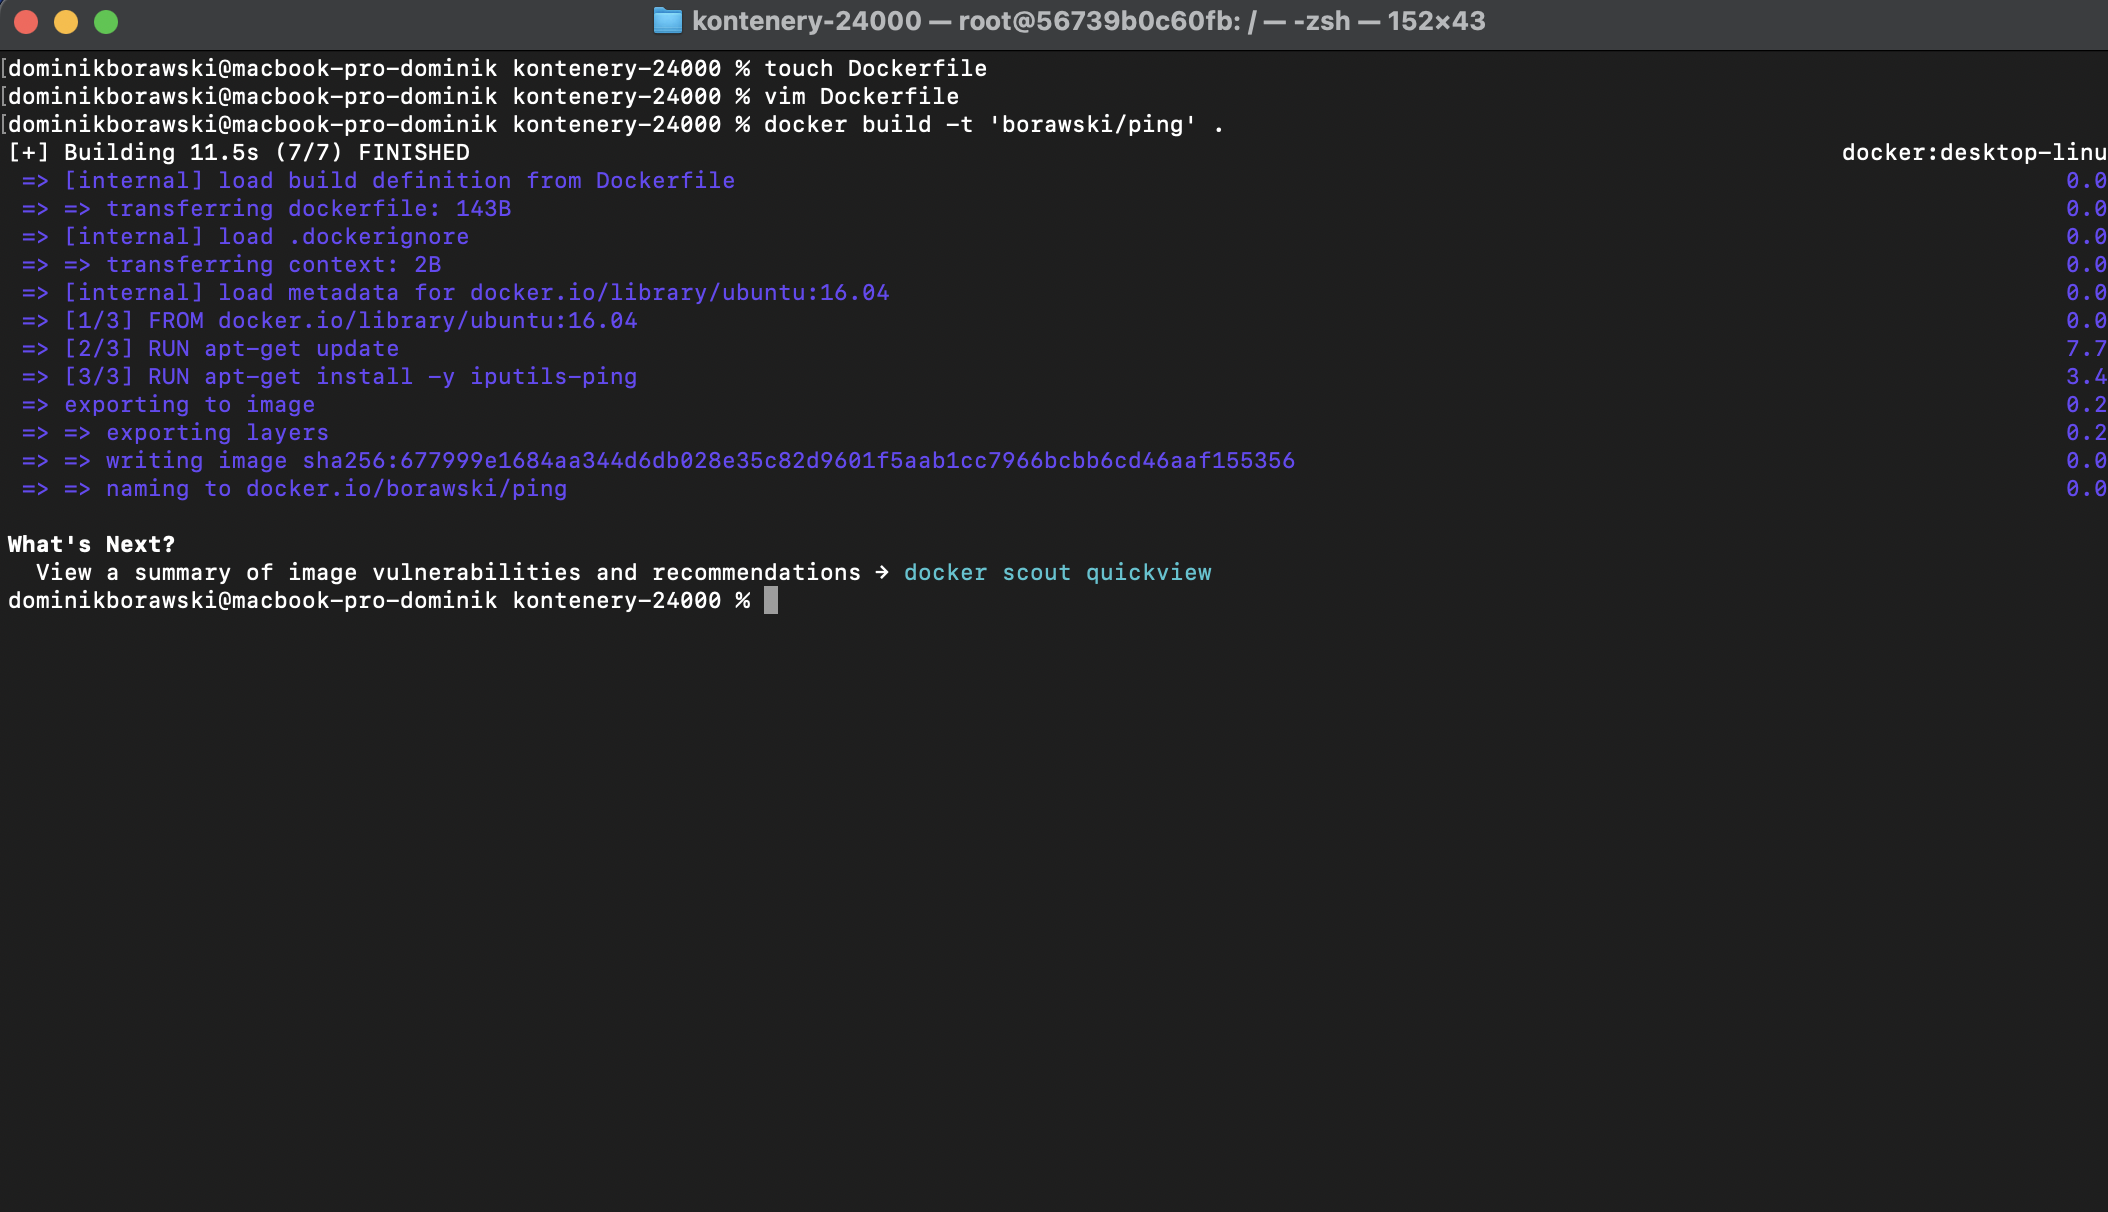 kontenery-24000 — root@56739b0c60fb: / — -zsh — 152×43
[dominikborawski@macbook-pro-dominik kontenery-24000 % touch Dockerfile
[dominikborawski@macbook-pro-dominik kontenery-24000 % vim Dockerfile
[dominikborawski@macbook-pro-dominik kontenery-24000 % docker build -t 'borawski/ping' .
[+] Building 11.5s (7/7) FINISHED docker:desktop-linu
=> [internal] load build definition from Dockerfile 0.0
=> => transferring dockerfile: 143B 0.0
=> [internal] load .dockerignore 0.0
=> => transferring context: 2B 0.0
=> [internal] load metadata for docker.io/library/ubuntu:16.04 0.0
=> [1/3] FROM docker.io/library/ubuntu:16.04 0.0
=> [2/3] RUN apt-get update 7.7
=> [3/3] RUN apt-get install -y iputils-ping 3.4
=> exporting to image 0.2
=> => exporting layers 0.2
=> => writing image sha256:677999e1684aa344d6db028e35c82d9601f5aab1cc7966bcbb6cd46aaf155356 0.0
=> => naming to docker.io/borawski/ping 0.0
What's Next?
View a summary of image vulnerabilities and recommendations → docker scout quickview
dominikborawski@macbook-pro-dominik kontenery-24000 %